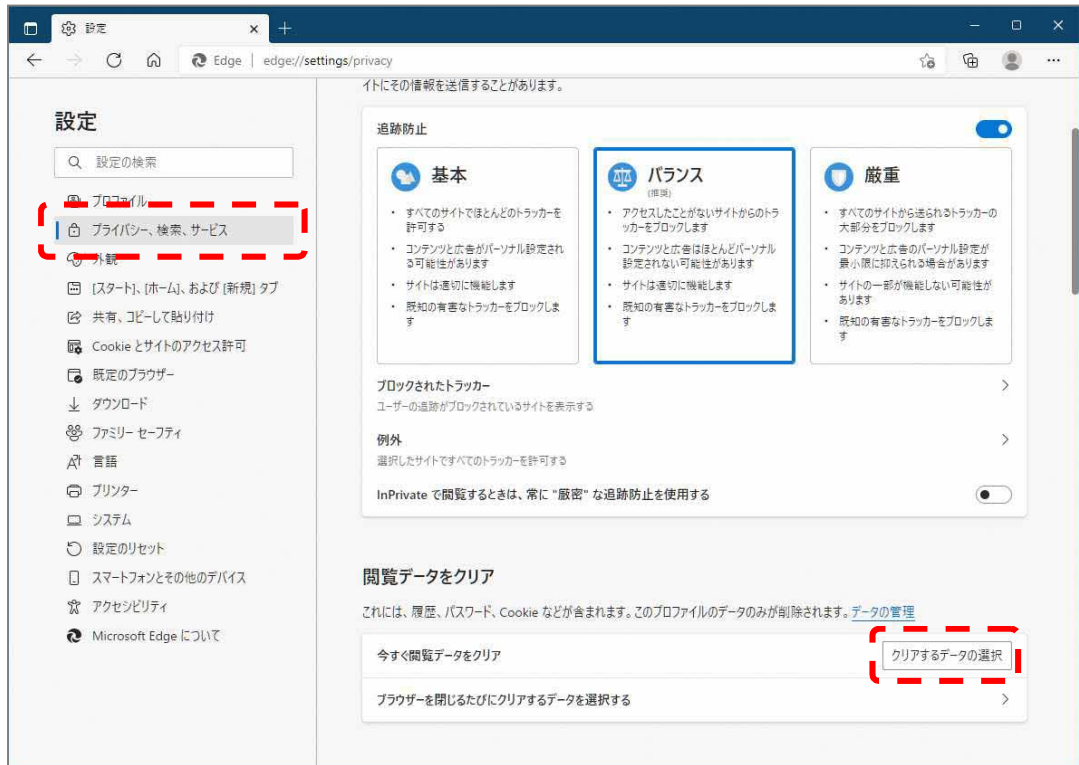 設定
Edge | edge://settings/privacy
設定
設定の検索
プロファイル
プライバシー、検索、サービス
外観
[スタート]、[ホーム]、および [新規] タブ
共有、コピーして貼り付け
Cookie とサイトのアクセス許可
既定のブラウザー
ダウンロード
ファミリー セーフティ
言語
プリンター
システム
設定のリセット
スマートフォンとその他のデバイス
アクセシビリティ
Microsoft Edge について
イトにその情報を送信することがあります。
追跡防止
基本
・ すべてのサイトでほとんどのトラッカーを
許可する
・ コンテンツと広告がパーソナル設定され
る可能性があります
・ サイトは適切に機能します
・ 既知の有害なトラッカーをブロックしま
す
バランス
(推奨)
・ アクセスしたことがないサイトからのトラ
ッカーをブロックします
・ コンテンツと広告はほとんどパーソナル
設定されない可能性があります
・ サイトは適切に機能します
・ 既知の有害なトラッカーをブロックしま
す
厳重
・ すべてのサイトから送られるトラッカーの
大部分をブロックします
・ コンテンツと広告のパーソナル設定が
最小限に抑えられる場合があります
・ サイトの一部が機能しない可能性が
あります
・ 既知の有害なトラッカーをブロックしま
す
ブロックされたトラッカー
ユーザーの追跡がブロックされているサイトを表示する
例外
選択したサイトですべてのトラッカーを許可する
InPrivate で閲覧するときは、常に "厳密" な追跡防止を使用する
閲覧データをクリア
これには、履歴、パスワード、Cookie などが含まれます。このプロファイルのデータのみが削除されます。データの管理
今すぐ閲覧データをクリア
クリアするデータの選択
ブラウザーを閉じるたびにクリアするデータを選択する